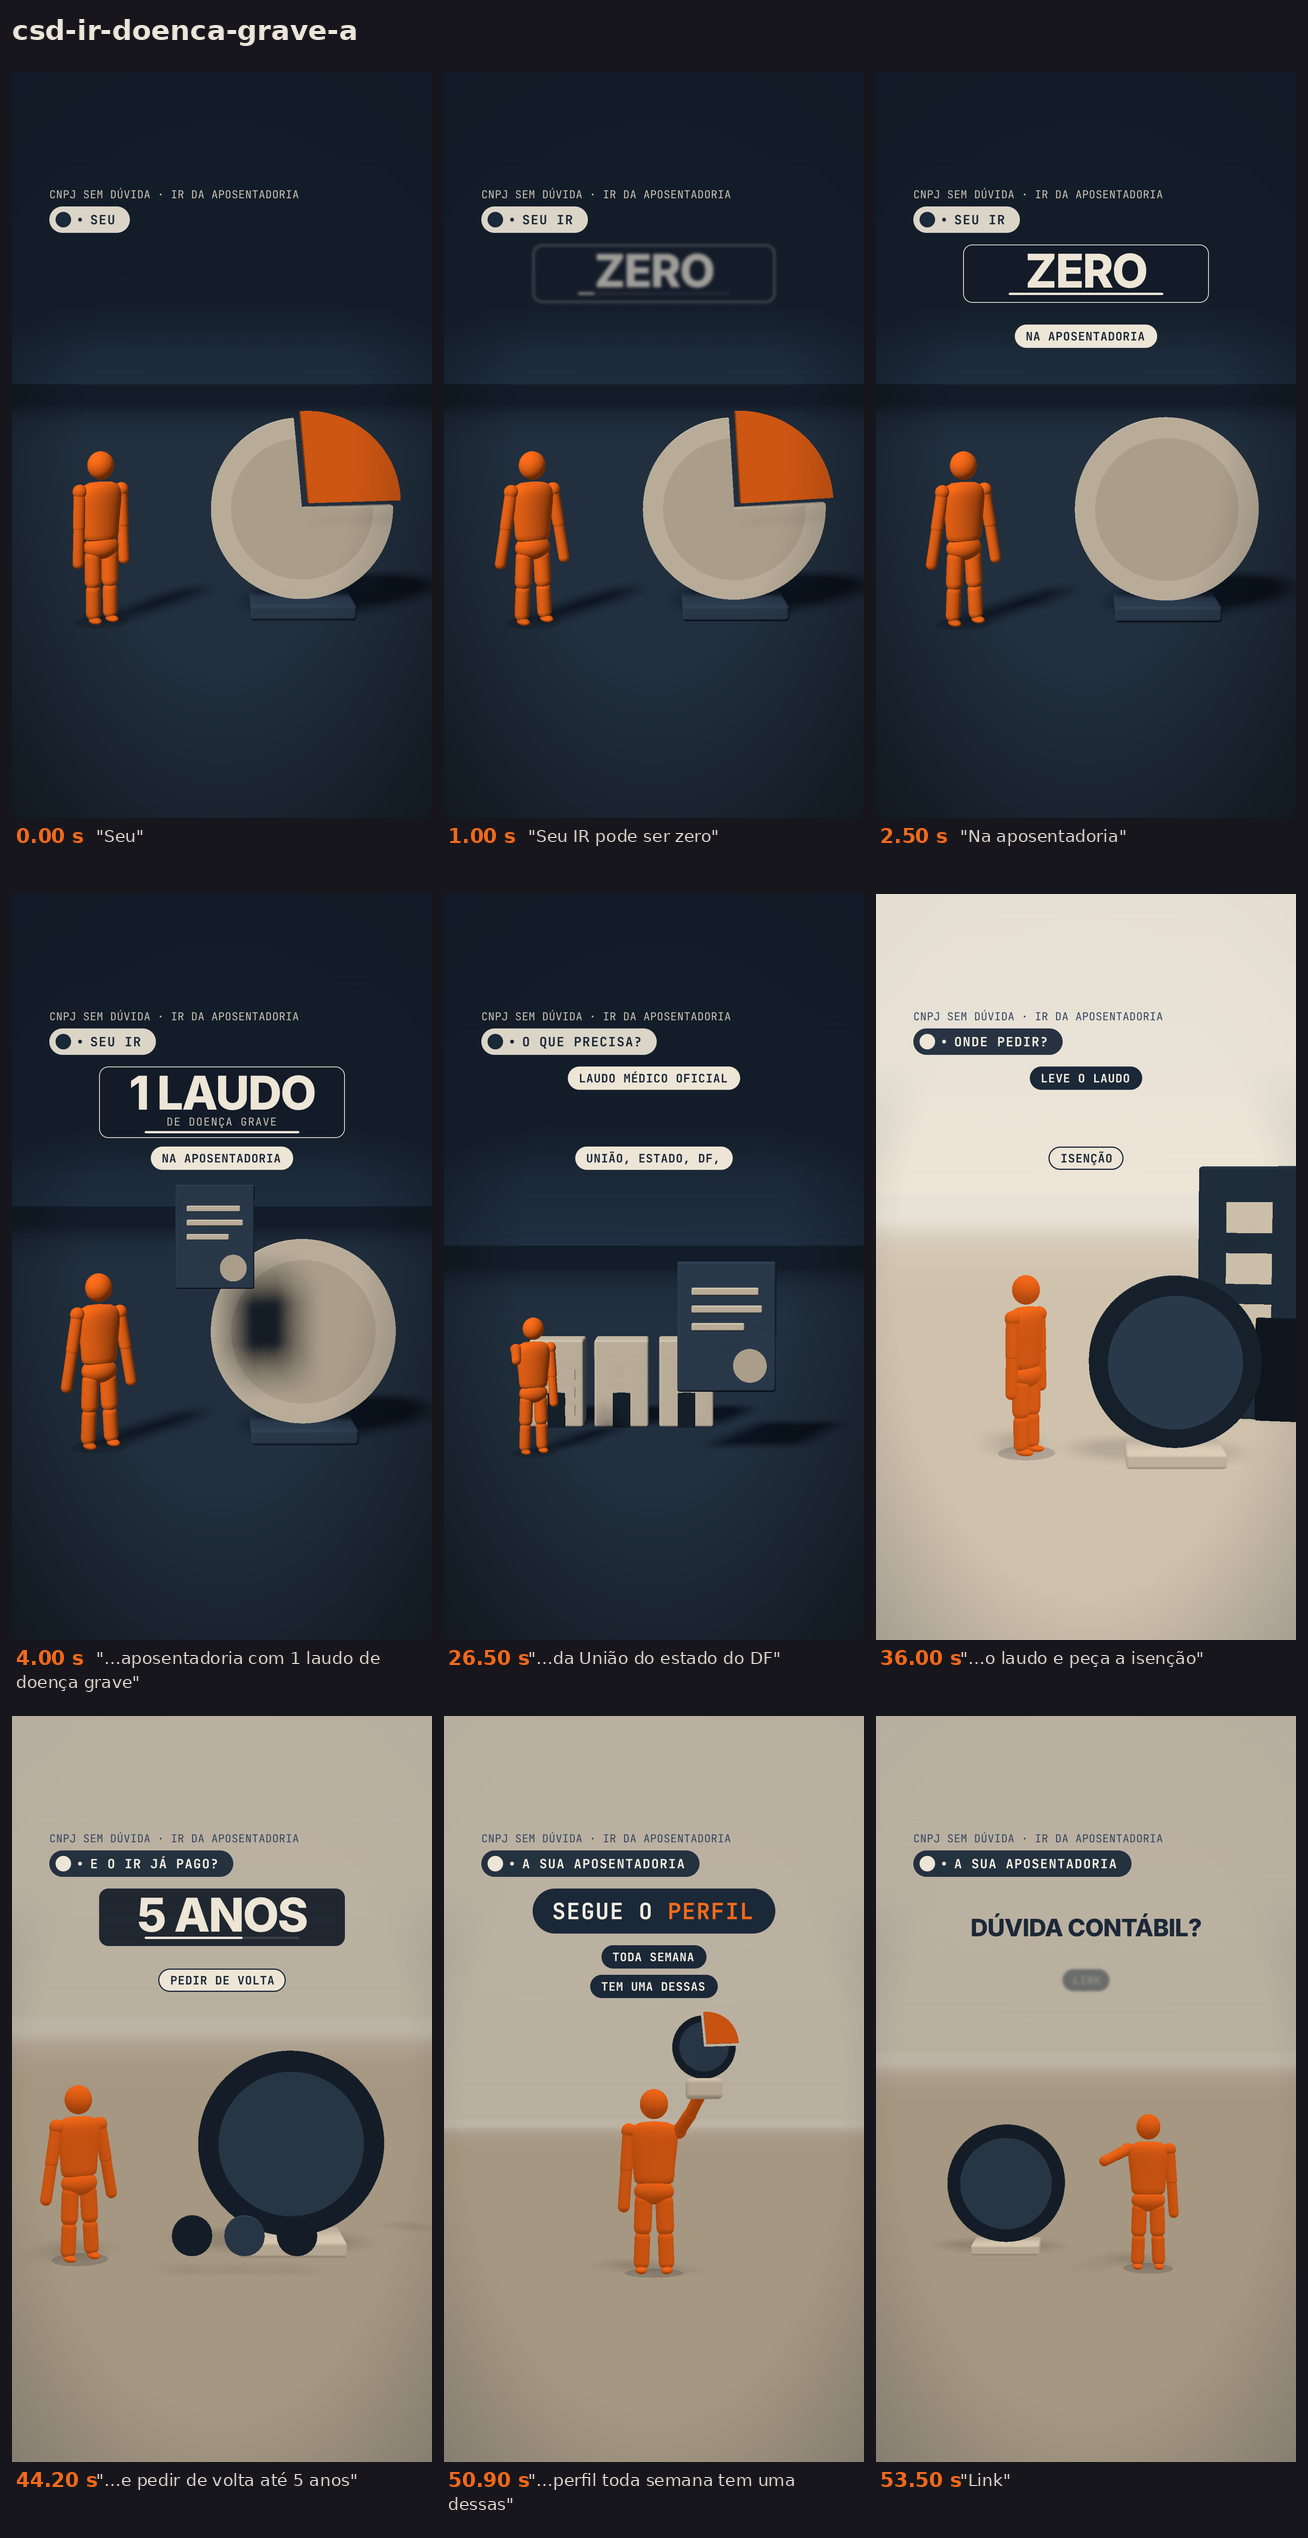 csd-ir-doenca-grave-a
CNPJ SEM DÚVIDA · IR DA APOSENTADORIA
• SEU
0.00 s "Seu"
CNPJ SEM DÚVIDA · IR DA APOSENTADORIA
• SEU IR
_ZERO
1.00 s "Seu IR pode ser zero"
CNPJ SEM DÚVIDA · IR DA APOSENTADORIA
• SEU IR
ZERO
NA APOSENTADORIA
2.50 s "Na aposentadoria"
CNPJ SEM DÚVIDA · IR DA APOSENTADORIA
• SEU IR
1 LAUDO
DE DOENÇA GRAVE
NA APOSENTADORIA
4.00 s "...aposentadoria com 1 laudo de
doença grave"
CNPJ SEM DÚVIDA · IR DA APOSENTADORIA
• O QUE PRECISA?
LAUDO MÉDICO OFICIAL
UNIÃO, ESTADO, DF,
26.50 s "...da União do estado do DF"
CNPJ SEM DÚVIDA · IR DA APOSENTADORIA
• ONDE PEDIR?
LEVE O LAUDO
ISENÇÃO
36.00 s "...o laudo e peça a isenção"
CNPJ SEM DÚVIDA · IR DA APOSENTADORIA
• E O IR JÁ PAGO?
5 ANOS
PEDIR DE VOLTA
44.20 s "...e pedir de volta até 5 anos"
CNPJ SEM DÚVIDA · IR DA APOSENTADORIA
• A SUA APOSENTADORIA
SEGUE O PERFIL
TODA SEMANA
TEM UMA DESSAS
50.90 s "...perfil toda semana tem uma
dessas"
CNPJ SEM DÚVIDA · IR DA APOSENTADORIA
• A SUA APOSENTADORIA
DÚVIDA CONTÁBIL?
LINK
53.50 s "Link"